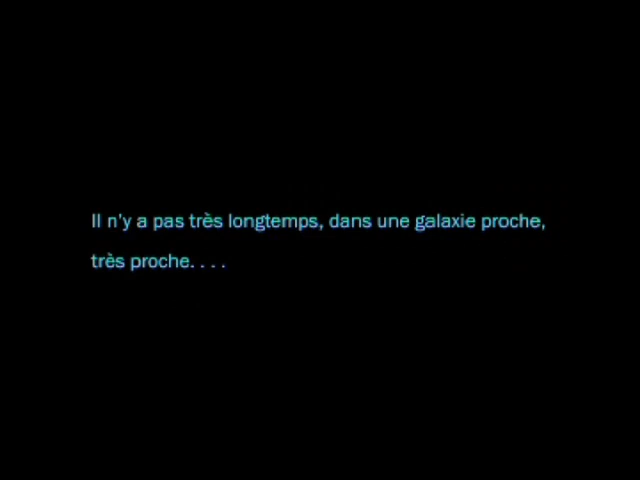 Il n'y a pas très longtemps, dans une galaxie proche,
très proche. . . .